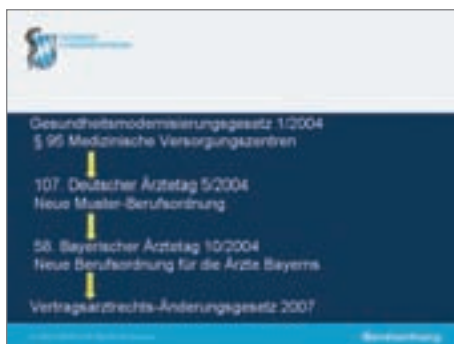 Gesundheitsmodernisierungsgesetz 1/2004
§ 95 Medizinische Versorgungszentren
107. Deutscher Ärztetag 5/2004
Neue Muster-Berufsordnung
58. Bayerischer Ärztetag 10/2004
Neue Berufsordnung für die Ärzte Bayerns
Vertragsarztrechts-Änderungsgesetz 2007
Berufsordnung